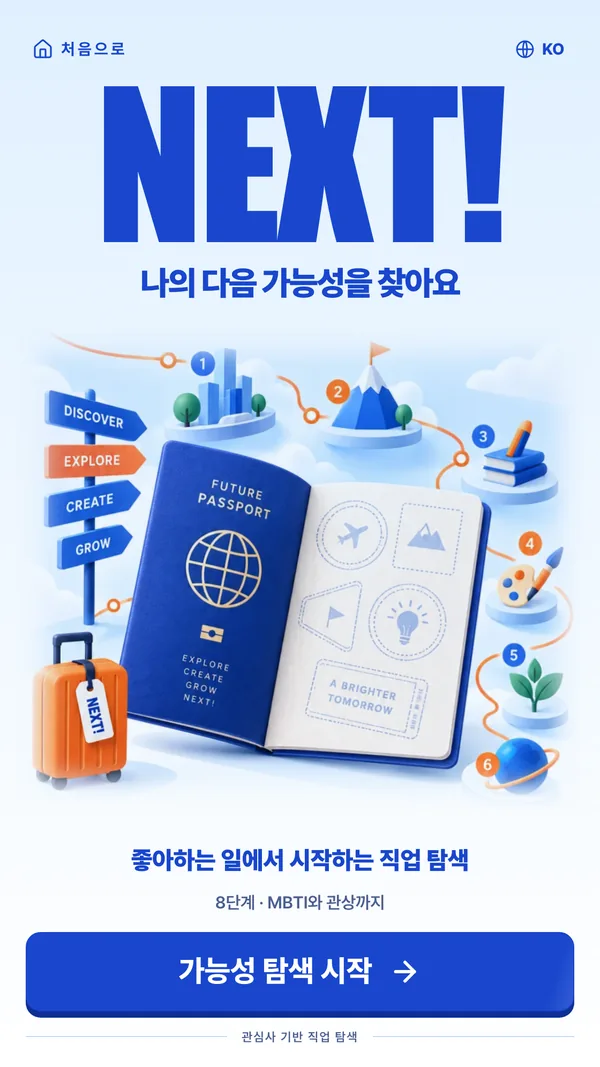 처음으로
KO
NEXT!
나의 다음 가능성을 찾아요
1
2
3
4
5
6
DISCOVER
EXPLORE
CREATE
GROW
FUTURE
PASSPORT
EXPLORE
CREATE
GROW
NEXT!
A BRIGHTER
TOMORROW
NEXT!
좋아하는 일에서 시작하는 직업 탐색
8단계 · MBTI와 관상까지
가능성 탐색 시작
관심사 기반 직업 탐색